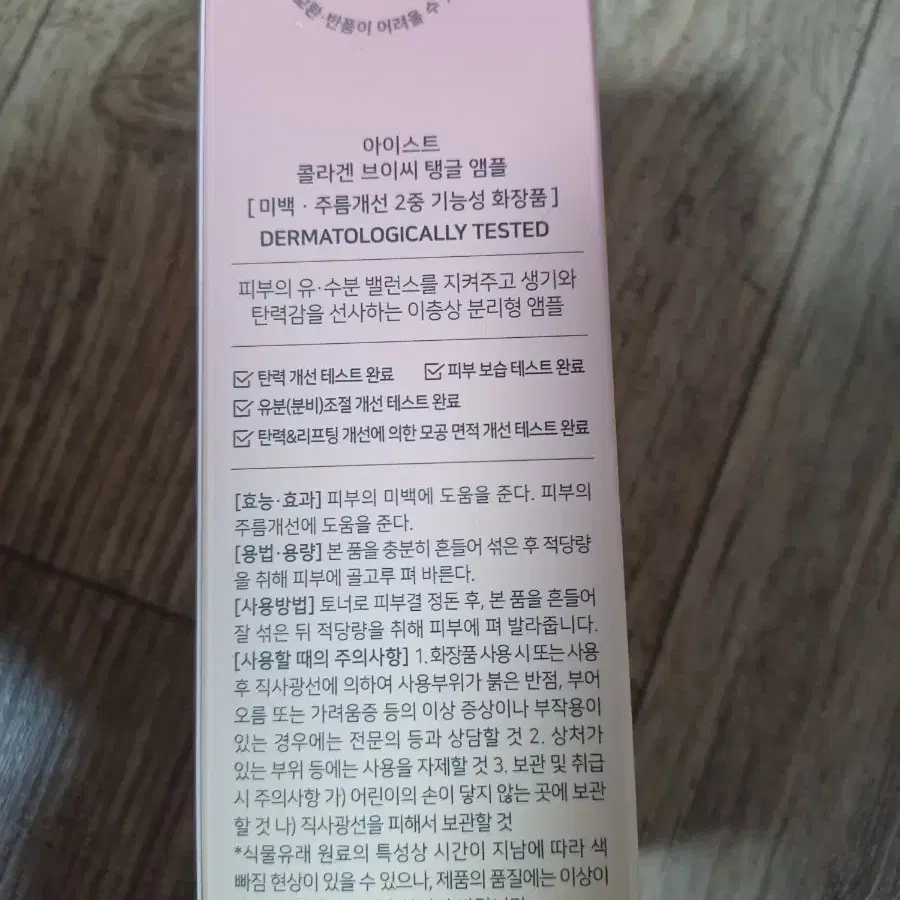 교환·반품이 어려울 수
아이스트
콜라겐 브이씨 탱글 앰플
[ 미백 · 주름개선 2중 기능성 화장품 ]
DERMATOLOGICALLY TESTED
피부의 유·수분 밸런스를 지켜주고 생기와
탄력감을 선사하는 이층상 분리형 앰플
탄력 개선 테스트 완료 피부 보습 테스트 완료
유분(분비)조절 개선 테스트 완료
탄력&리프팅 개선에 의한 모공 면적 개선 테스트 완료
[효능·효과] 피부의 미백에 도움을 준다. 피부의
주름개선에 도움을 준다.
[용법·용량] 본 품을 충분히 흔들어 섞은 후 적당량
을 취해 피부에 골고루 펴 바른다.
[사용방법] 토너로 피부결 정돈 후, 본 품을 흔들어
잘 섞은 뒤 적당량을 취해 피부에 펴 발라줍니다.
[사용할 때의 주의사항] 1.화장품 사용 시 또는 사용
후 직사광선에 의하여 사용부위가 붉은 반점, 부어
오름 또는 가려움증 등의 이상 증상이나 부작용이
있는 경우에는 전문의 등과 상담할 것 2. 상처가
있는 부위 등에는 사용을 자제할 것 3. 보관 및 취급
시 주의사항 가) 어린이의 손이 닿지 않는 곳에 보관
할 것 나) 직사광선을 피해서 보관할 것
*식물유래 원료의 특성상 시간이 지남에 따라 색
빠짐 현상이 있을 수 있으나, 제품의 품질에는 이상이